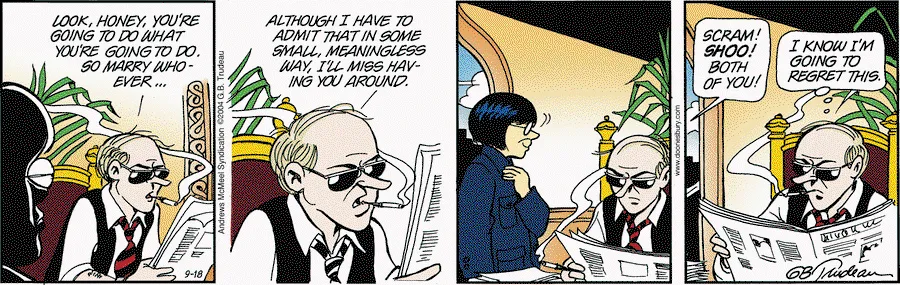 LOOK, HONEY, YOU'RE
GOING TO DO WHAT
YOU'RE GOING TO DO.
SO MARRY WHO-
EVER...
9-18
Andrews McMeel Syndication ©2004 G.B. Trudeau
ALTHOUGH I HAVE TO
ADMIT THAT IN SOME
SMALL, MEANINGLESS
WAY, I'LL MISS HAV-
ING YOU AROUND.
www.doonesbury.com
SCRAM!
SHOO!
BOTH
OF YOU!
I KNOW I'M
GOING TO
REGRET THIS.
GB Trudeau